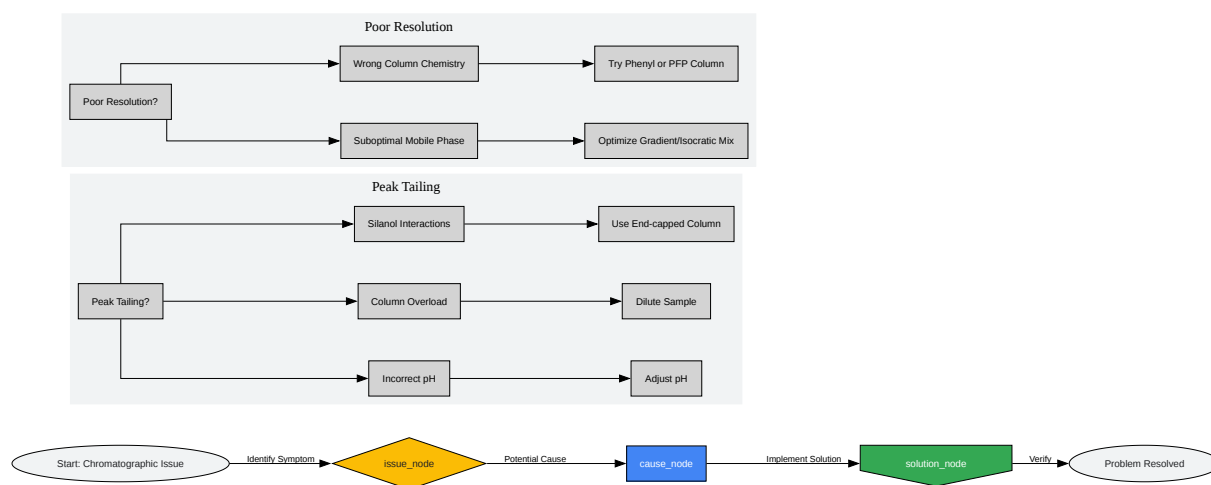 Poor Resolution
Wrong Column Chemistry
Try Phenyl or PFP Column
Poor Resolution?
Suboptimal Mobile Phase
Optimize Gradient/Isocratic Mix
Peak Tailing
Silanol Interactions
Use End-capped Column
Peak Tailing?
Column Overload
Dilute Sample
Incorrect pH
Adjust pH
Start: Chromatographic Issue
Identify Symptom
issue_node
Potential Cause
cause_node
Implement Solution
solution_node
Verify
Problem Resolved